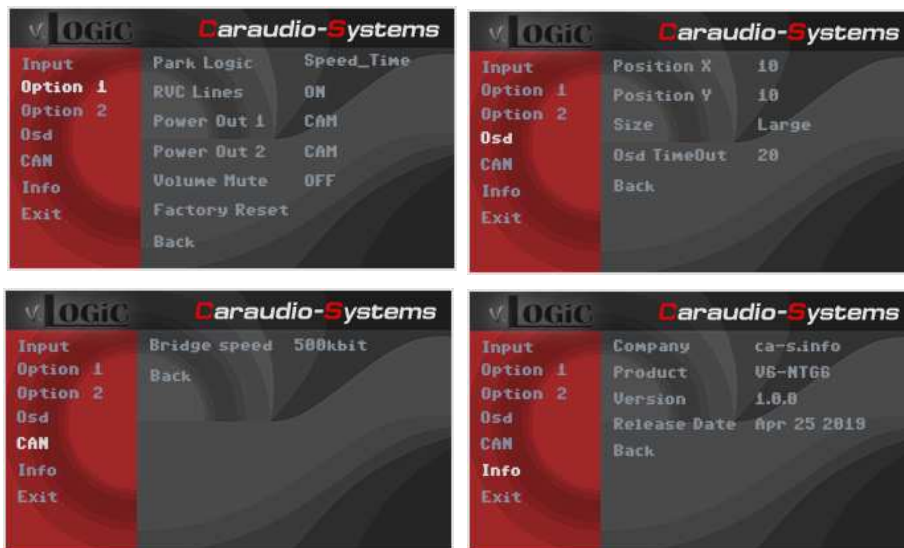 v.LOGiC Caraudio-Systems
Input
Option 1
Option 2
Osd
CAN
Info
Exit
Park Logic Speed_Time
RVC Lines ON
Power Out 1 CAM
Power Out 2 CAM
Volume Mute OFF
Factory Reset
Back
v.LOGiC Caraudio-Systems
Input
Option 1
Option 2
Osd
CAN
Info
Exit
Position X 10
Position Y 10
Size Large
Osd TimeOut 20
Back
v.LOGiC Caraudio-Systems
Input
Option 1
Option 2
Osd
CAN
Info
Exit
Bridge speed 500kbit
Back
v.LOGiC Caraudio-Systems
Input
Option 1
Option 2
Osd
CAN
Info
Exit
Company ca-s.info
Product V6-NTG6
Version 1.0.0
Release Date Apr 25 2019
Back